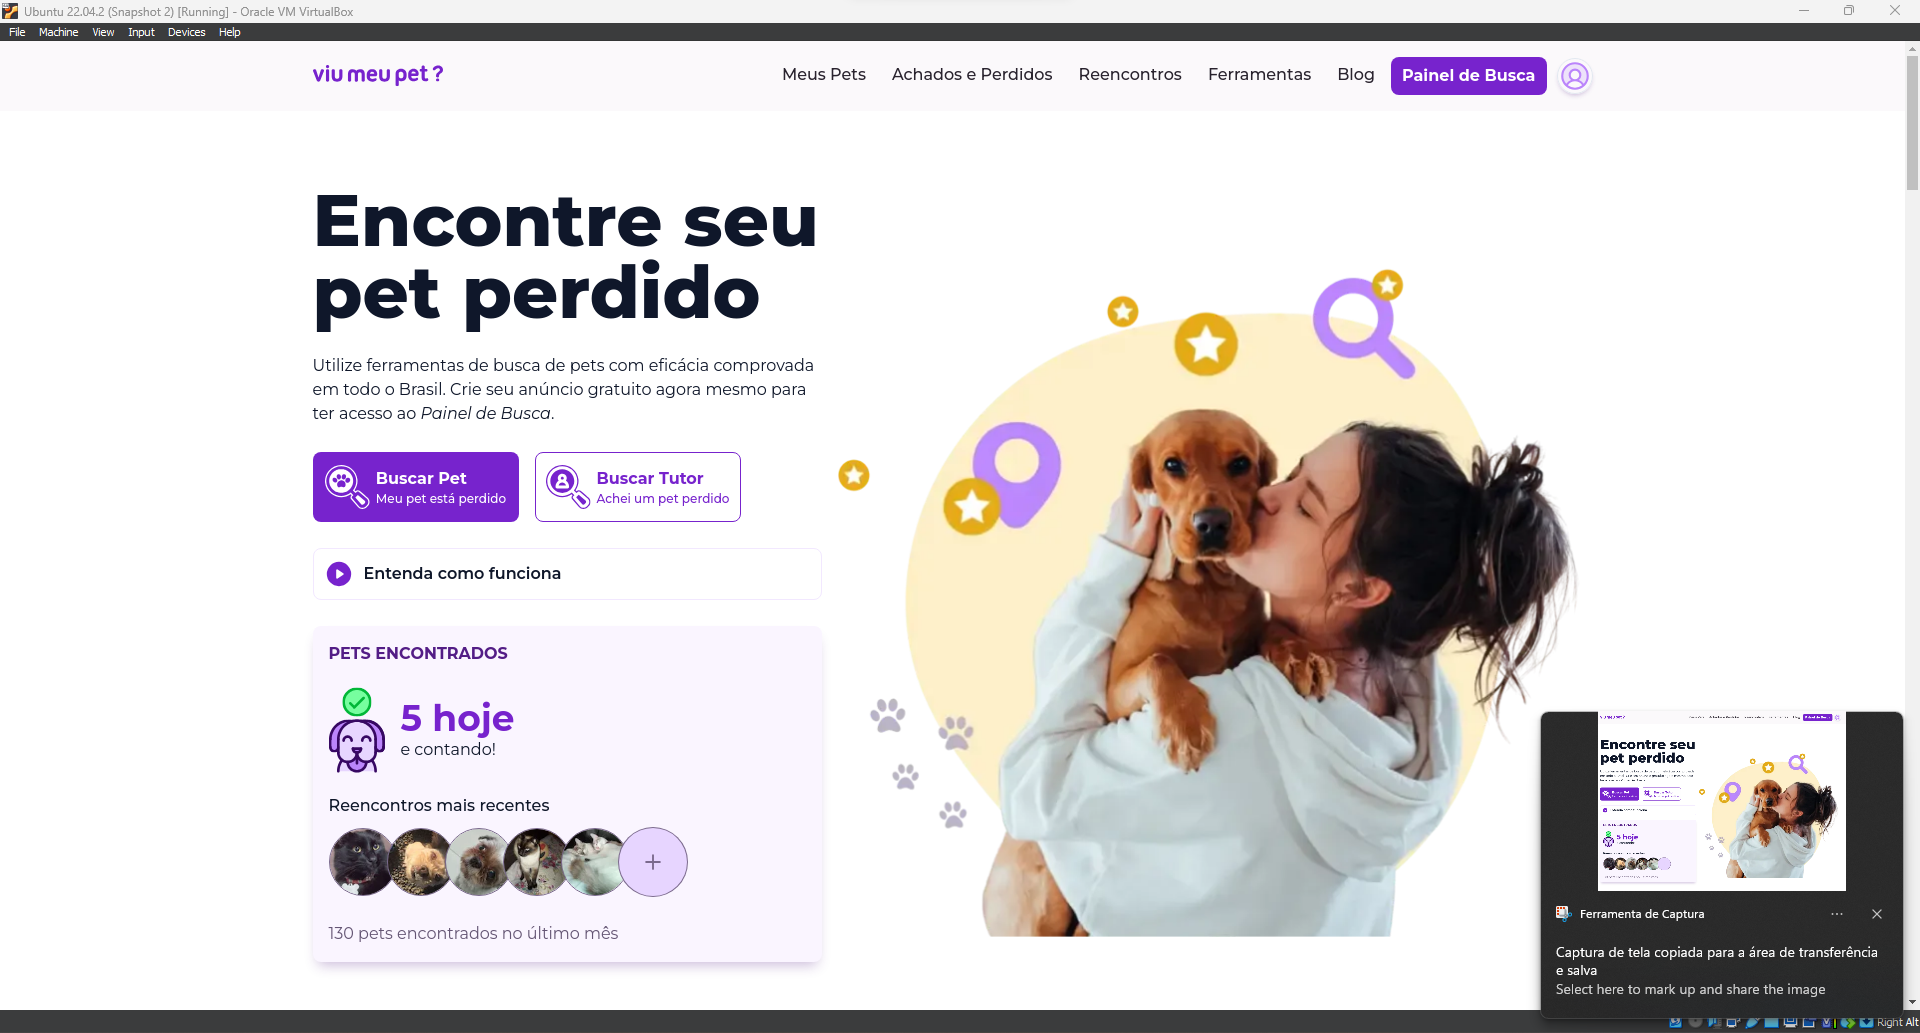 Ubuntu 22.04.2 (Snapshot 2) [Running] - Oracle VM VirtualBox
File Machine View Input Devices Help
viu meu pet ?
Meus Pets Achados e Perdidos Reencontros Ferramentas Blog Painel de Busca
Encontre seu
pet perdido
Utilize ferramentas de busca de pets com eficácia comprovada
em todo o Brasil. Crie seu anúncio gratuito agora mesmo para
ter acesso ao Painel de Busca.
Buscar Pet
Meu pet está perdido
Buscar Tutor
Achei um pet perdido
Entenda como funciona
PETS ENCONTRADOS
5 hoje
e contando!
Reencontros mais recentes
130 pets encontrados no último mês
Encontre seu
pet perdido
5 hoje
Ferramenta de Captura
Captura de tela copiada para a área de transferência
e salva
Select here to mark up and share the image
Right Alt